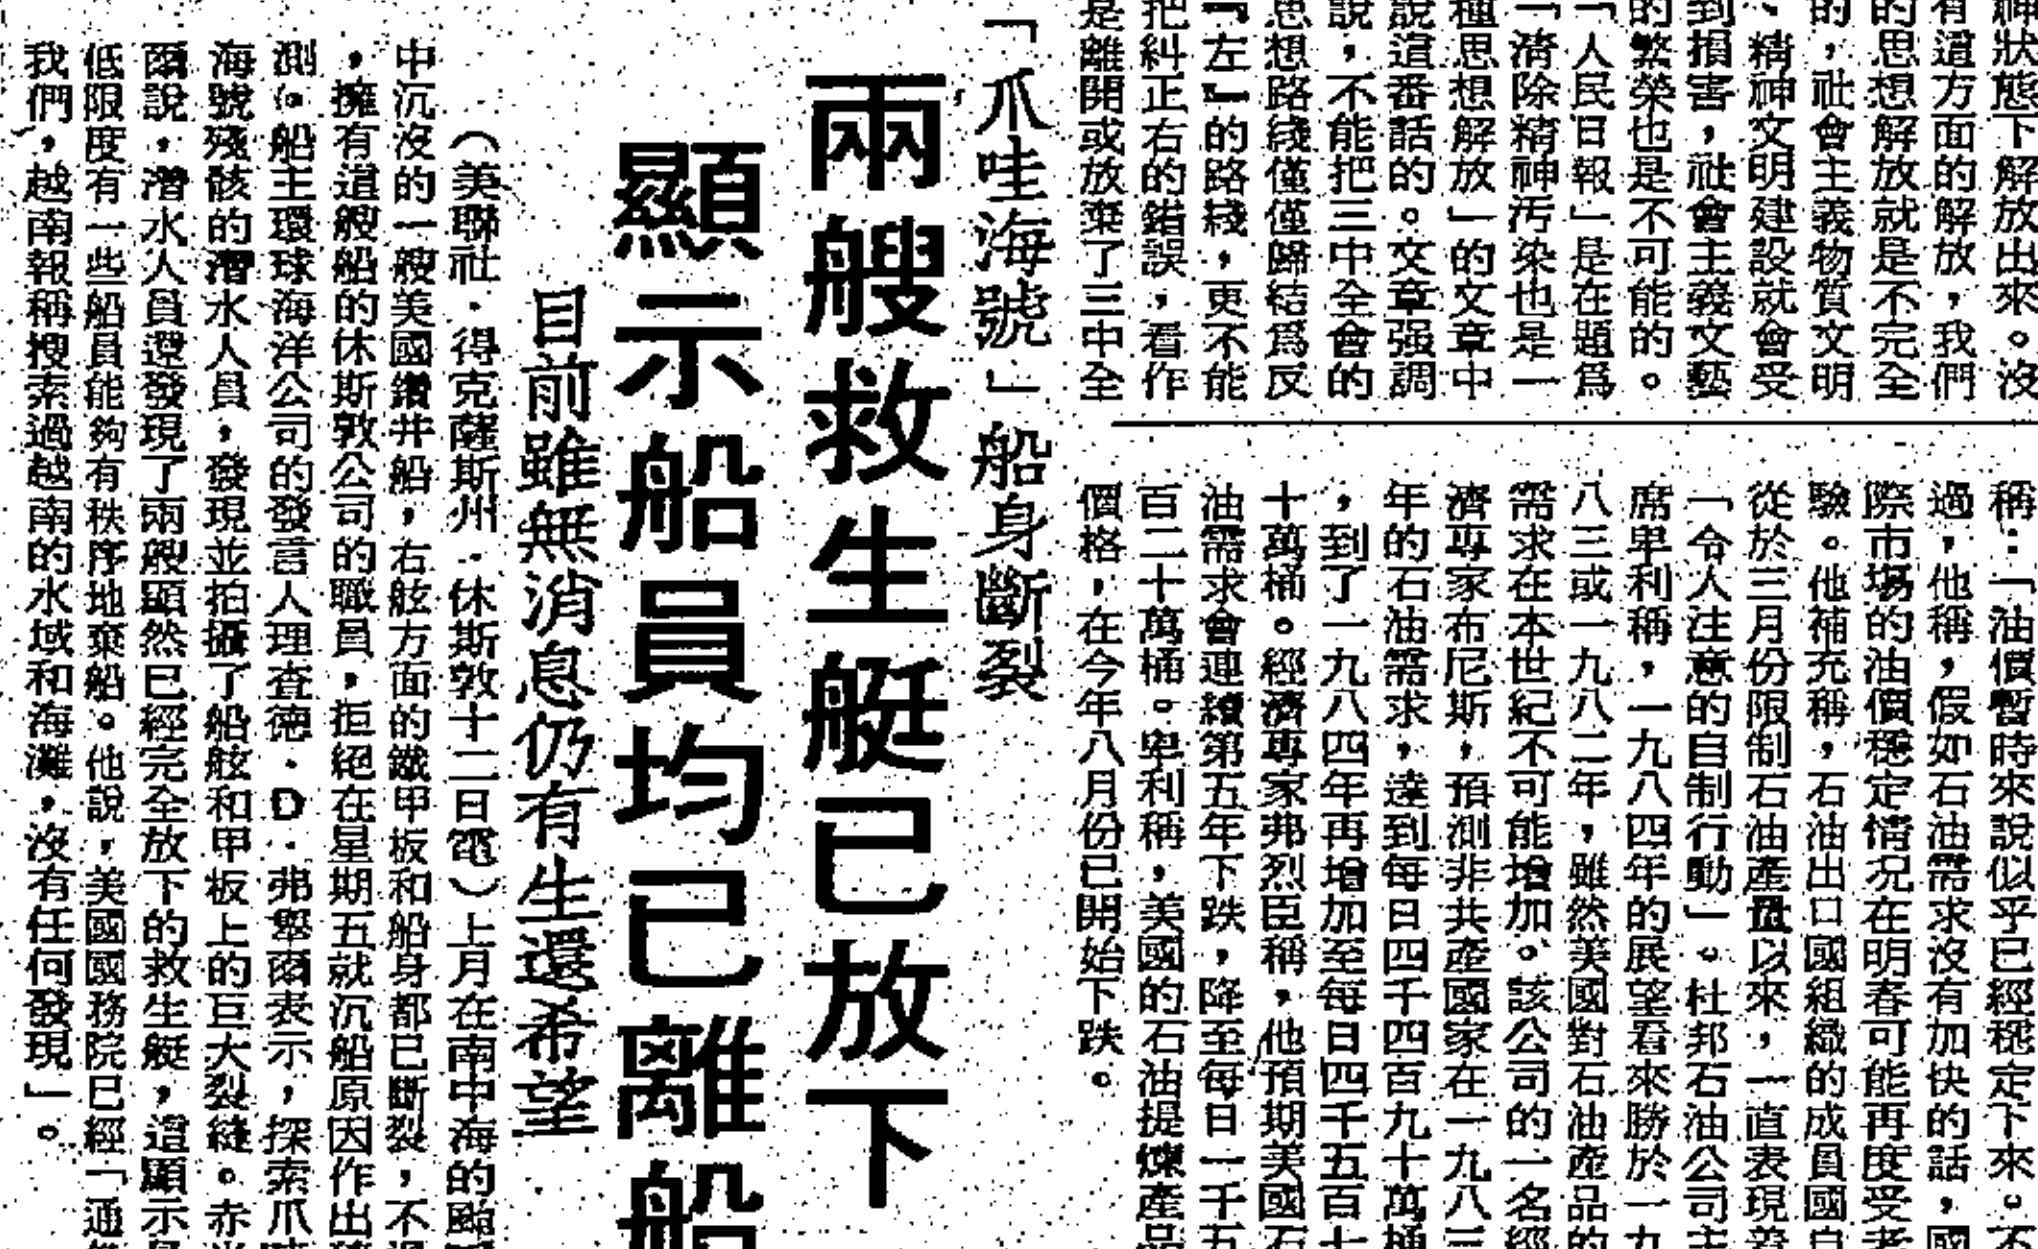 神狀態下解放出來。沒
有這方面的解放，我們
的思想解放就是不完全
的，社會主義物質文明
、精神文明建設就會受
到損害，社會主義文藝
的繁榮也是不可能的。
「人民日報」是在題爲
「清除精神汚染也是一
種思想解放」的文章中
說這番話的。文章强調
說，不能把三中全會的
思想路綫僅僅歸結爲反
『左』的路綫，更不能
把糾正右的錯誤，看作
是離開或放棄了三中全
稱：「油價暫時來說似乎已經穩定下來。不
過，他稱，假如石油需求沒有加快的話，國
際市場的油價穩定情况在明春可能再度受考
驗。他補充稱，石油出口國組織的成員國自
從於三月份限制石油產量以來，一直表現着
「令人注意的自制行動」。杜邦石油公司主
席卑利稱，一九八四年的展望看來勝於一九
八三或一九八二年，雖然美國對石油產品的
需求在本世紀不可能增加。該公司的一名經
濟專家布尼斯，預測非共產國家在一九八三
年的石油需求，達到每日四千四百九十萬桶
，到了一九八四年再增加至每日四千五百七
十萬桶。經濟專家弗烈臣稱，他預期美國石
油需求會連續第五年下跌，降至每日一千五
百二十萬桶。卑利稱，美國的石油提煉產品
價格，在今年八月份已開始下跌。
「爪哇海號」船身斷裂
兩艘救生艇已放下
顯示船員均已離船
目前雖無消息仍有生還希望
（美聯社．得克薩斯州．休斯敦十二日電）上月在南中海的颱
中沉沒的一艘美國鑽井船，右舷方面的鐵甲板和船身都已斷裂，不過
，擁有這艘船的休斯敦公司的職員，拒絕在星期五就沉船原因作出
測。船主環球海洋公司的發言人理查德．D．弗舉爾表示，探索爪哇
海號殘骸的潛水人員，發現並拍攝了船舷和甲板上的巨大裂縫。赤
爾說，潛水人員還發現了兩艘顯然已經完全放下的救生艇，這顯示
低限度有一些船員能夠有秩序地棄船。他說，美國國務院已經「通
我們，越南報稱搜索過越南的水域和海灘，沒有任何發現」。